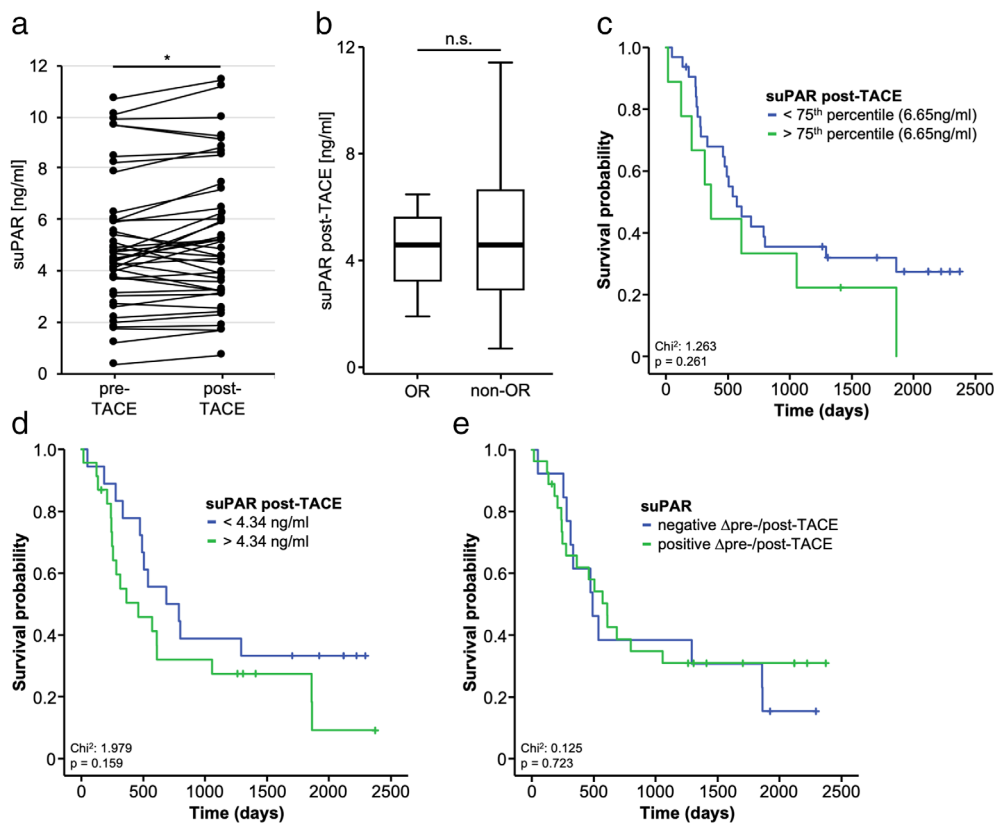 a
*
12
10
8
6
4
2
0
suPAR [ng/ml]
pre-
TACE
post-
TACE
b
n.s.
12
8
4
0
suPAR post-TACE [ng/ml]
OR
non-OR
c
1.0
0.8
0.6
0.4
0.2
0
Survival probability
suPAR post-TACE
< 75th percentile (6.65ng/ml)
> 75th percentile (6.65ng/ml)
Chi²: 1.263
p = 0.261
0 500 1000 1500 2000 2500
Time (days)
d
1.0
0.8
0.6
0.4
0.2
0
Survival probability
suPAR post-TACE
< 4.34 ng/ml
> 4.34 ng/ml
Chi²: 1.979
p = 0.159
0 500 1000 1500 2000 2500
Time (days)
e
1.0
0.8
0.6
0.4
0.2
0
Survival probability
suPAR
negative Δpre-/post-TACE
positive Δpre-/post-TACE
Chi²: 0.125
p = 0.723
0 500 1000 1500 2000 2500
Time (days)